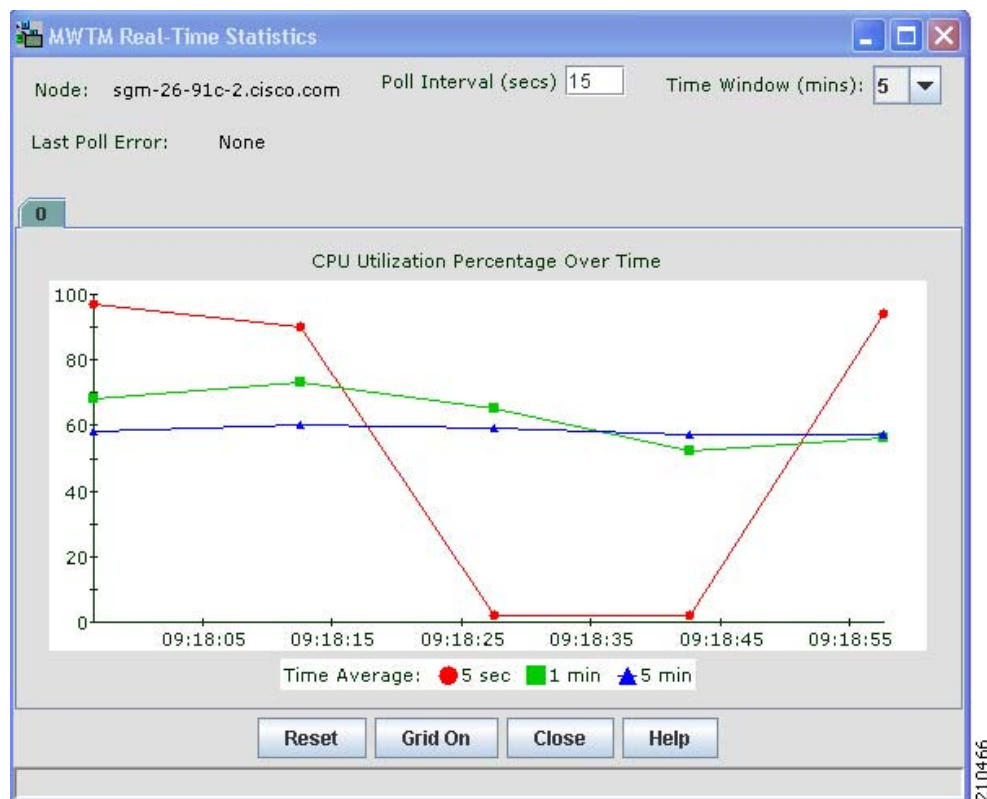 MWTM Real-Time Statistics
Node: sgm-26-91c-2.cisco.com Poll Interval (secs) 15 Time Window (mins): 5
Last Poll Error: None
0
CPU Utilization Percentage Over Time
100
80
60
40
20
0
09:18:05 09:18:15 09:18:25 09:18:35 09:18:45 09:18:55
Time Average: 5 sec 1 min 5 min
Reset Grid On Close Help
210466